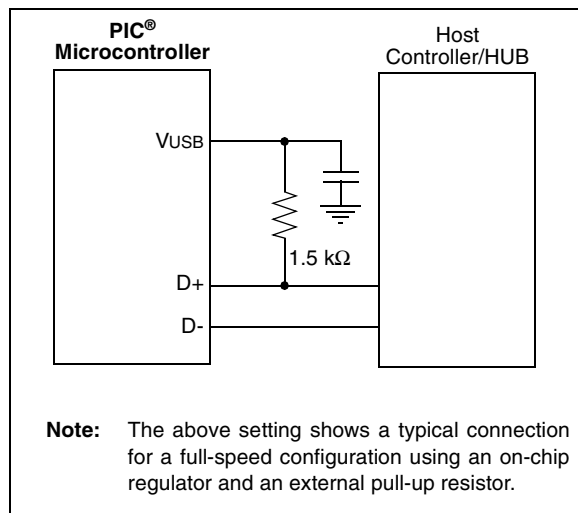 PIC®
Microcontroller
Host
Controller/HUB
VUSB
1.5 kΩ
D+
D-
Note: The above setting shows a typical connection
for a full-speed configuration using an on-chip
regulator and an external pull-up resistor.